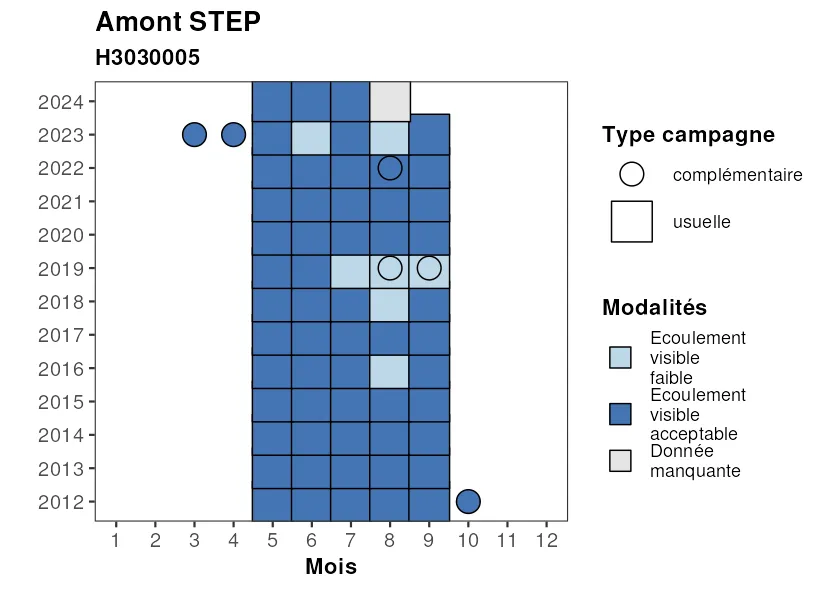 Amont STEP
H3030005
2024
2023
2022
2021
2020
2019
2018
2017
2016
2015
2014
2013
2012
1 2 3 4 5 6 7 8 9 10 11 12
Mois
Type campagne
complémentaire
usuelle
Modalités
Ecoulement
visible
faible
Ecoulement
visible
acceptable
Donnée
manquante